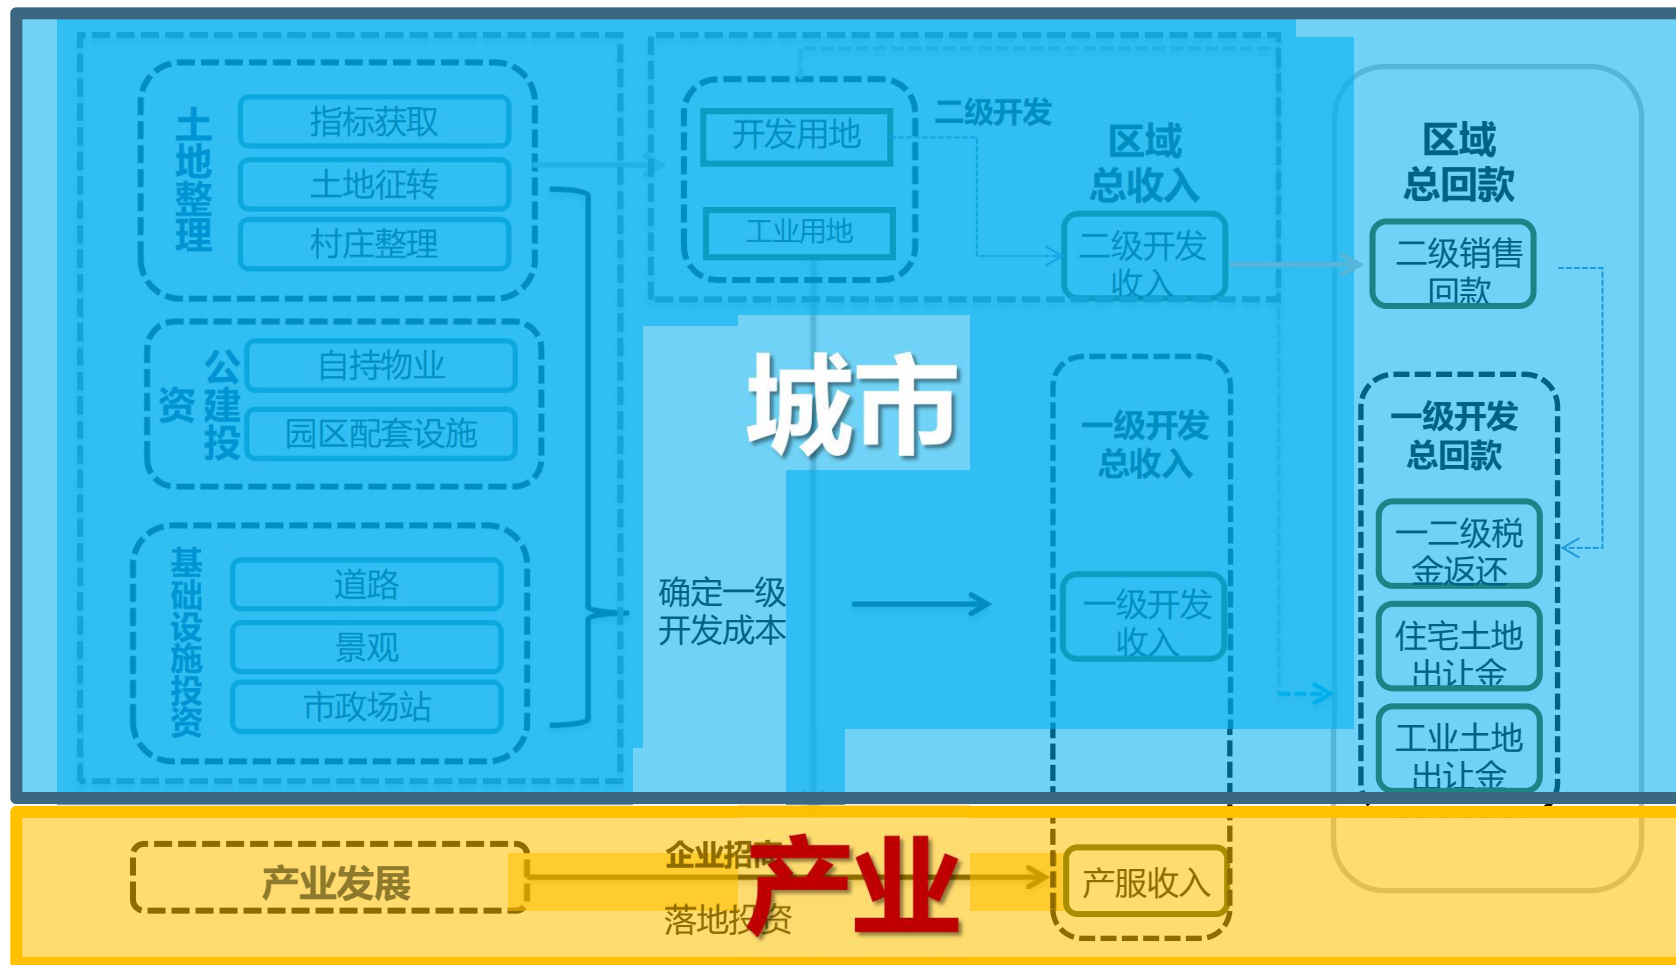 土地整理
指标获取
土地征转
村庄整理
公建投
资
自持物业
园区配套设施
基础设施投资
道路
景观
市政场站
开发用地
工业用地
二级开发
区域
总收入
二级开发
收入
区域
总回款
二级销售
回款
城市
一级开发
总收入
一级开发
总回款
确定一级
开发成本
一级开发
收入
一二级税
金返还
住宅土地
出让金
工业土地
出让金
产业发展
企业招商
落地投资
产业
产服收入